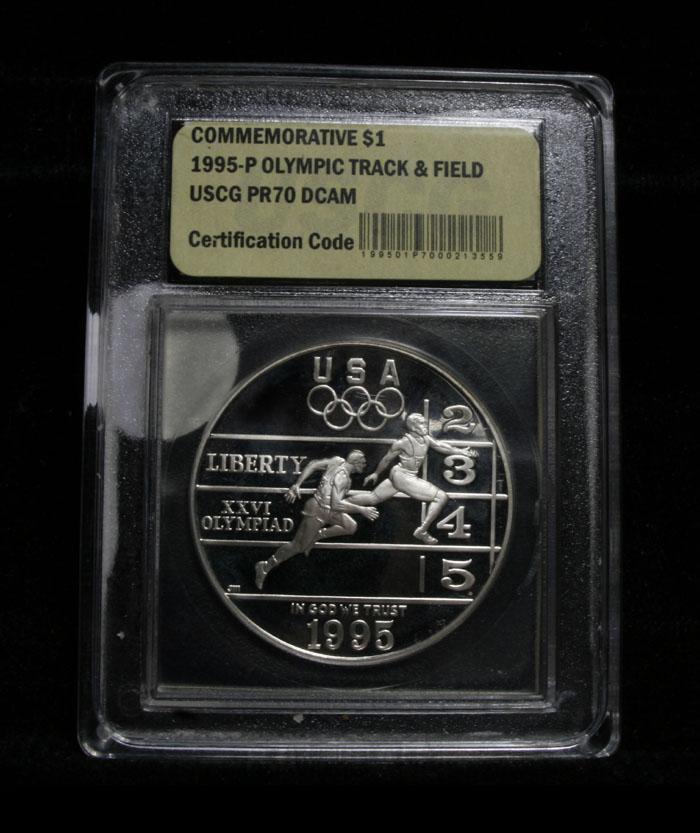 COMMEMORATIVE $1
1995-P OLYMPIC TRACK & FIELD
USCG PR70 DCAM
Certification Code
199501P7000213559
USA
2
LIBERTY
3
XXVI
OLYMPIAD
4
5
IN GOD WE TRUST
1995